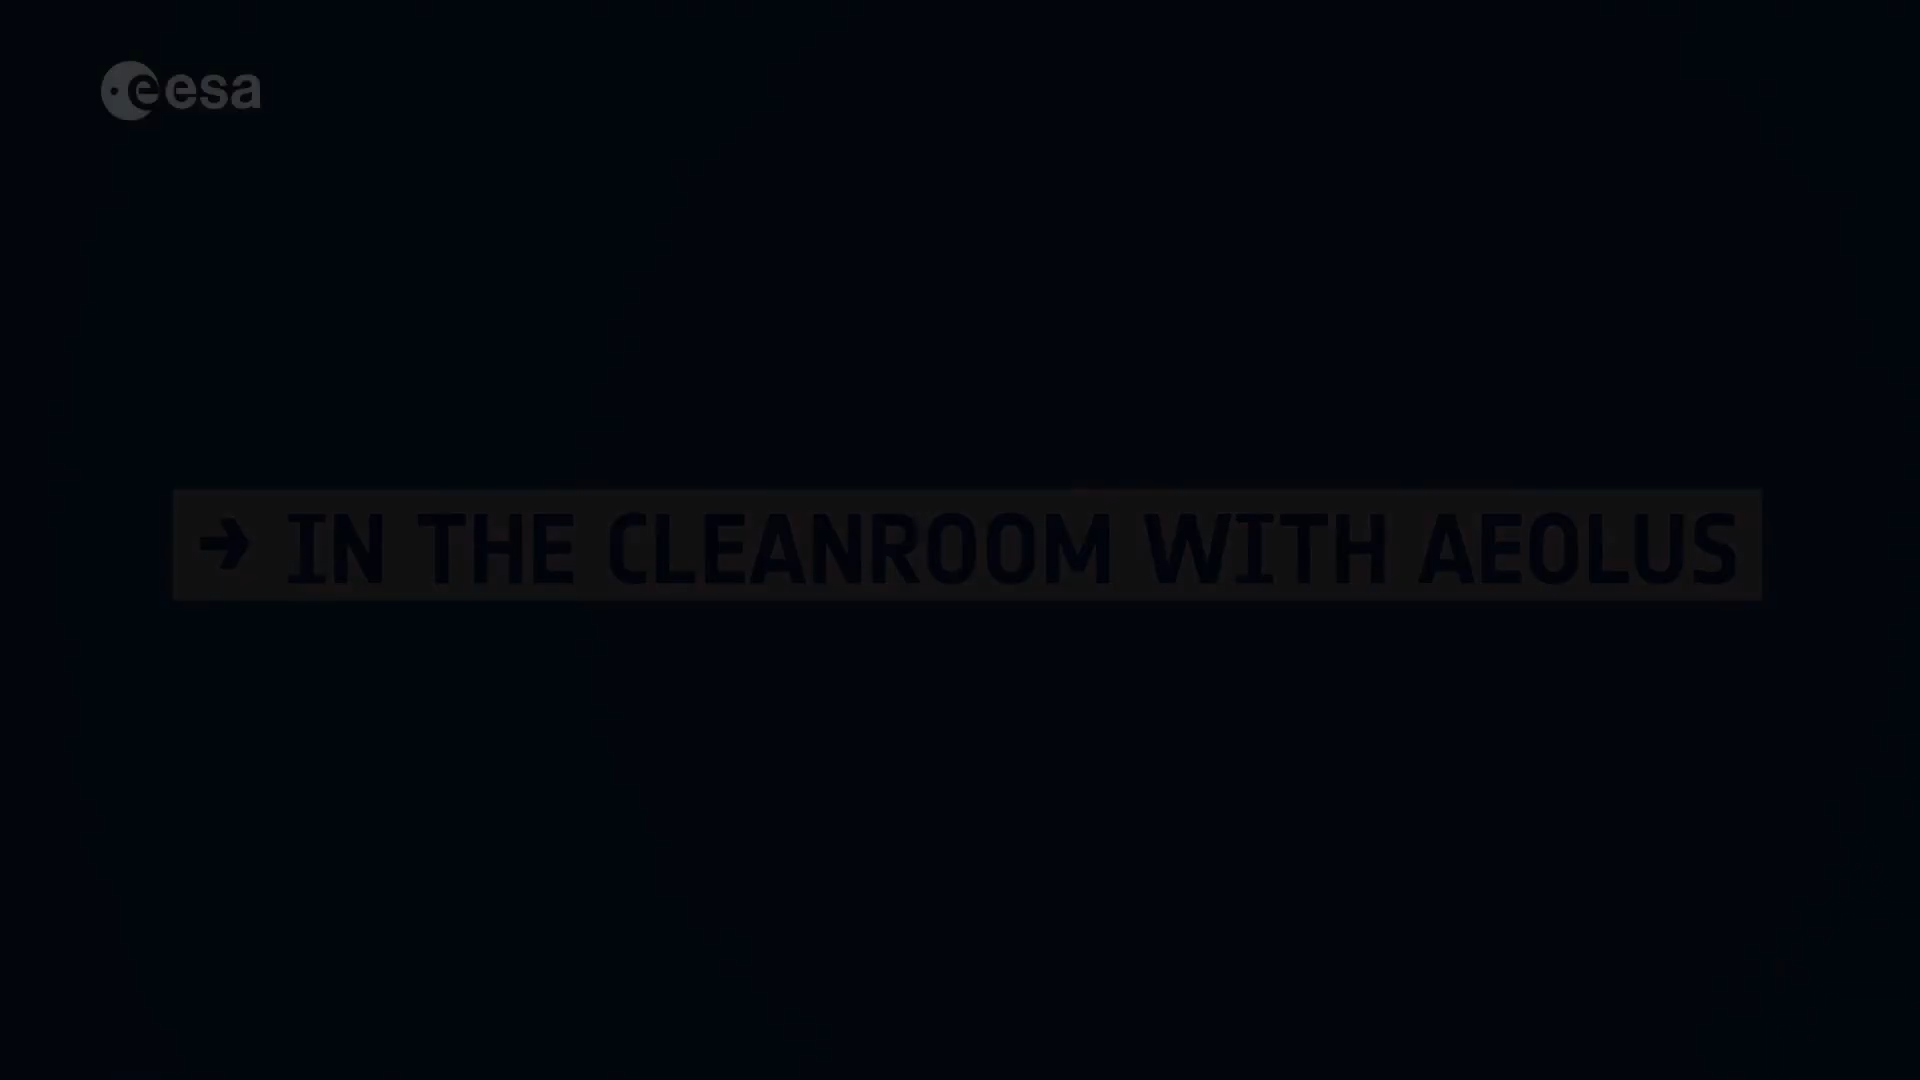 esa
→ IN THE CLEANROOM WITH AEOLUS